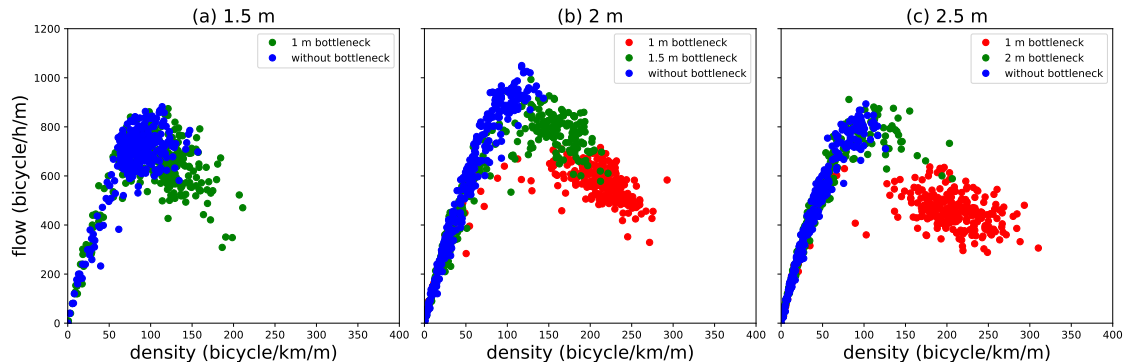 (a) 1.5 m
(b) 2 m
(c) 2.5 m
flow (bicycle/h/m)
1200
1000
800
600
400
200
0
1 m bottleneck
without bottleneck
0 50 100 150 200 250 300 350 400
density (bicycle/km/m)
1 m bottleneck
1.5 m bottleneck
without bottleneck
0 50 100 150 200 250 300 350 400
density (bicycle/km/m)
1 m bottleneck
2 m bottleneck
without bottleneck
0 50 100 150 200 250 300 350 400
density (bicycle/km/m)